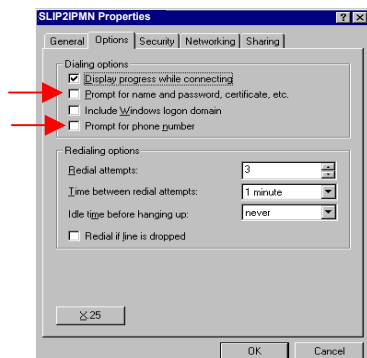 SLIP2IPMN Properties
General Options Security Networking Sharing
Dialing options
Display progress while connecting
Prompt for name and password, certificate, etc.
Include Windows logon domain
Prompt for phone number
Redialing options
Redial attempts: 3
Time between redial attempts: 1 minute
Idle time before hanging up: never
Redial if line is dropped
X.25
OK Cancel